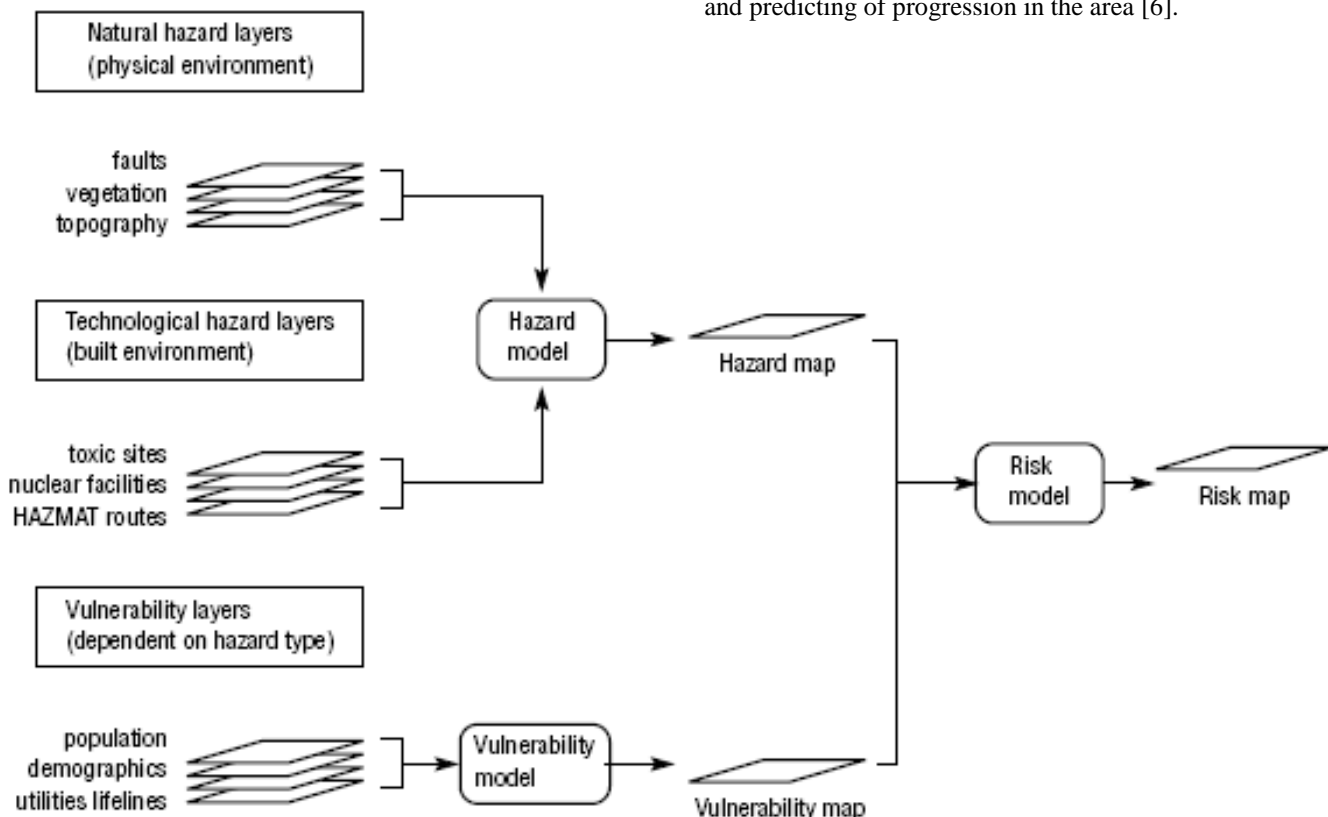 and predicting of progression in the area [6].
Natural hazard layers
(physical environment)
faults
vegetation
topography
Technological hazard layers
(built environment)
Hazard
model
Hazard map
toxic sites
nuclear facilities
HAZMAT routes
Risk
model
Risk map
Vulnerability layers
(dependent on hazard type)
population
demographics
utilities lifelines
Vulnerability
model
Vulnerability map